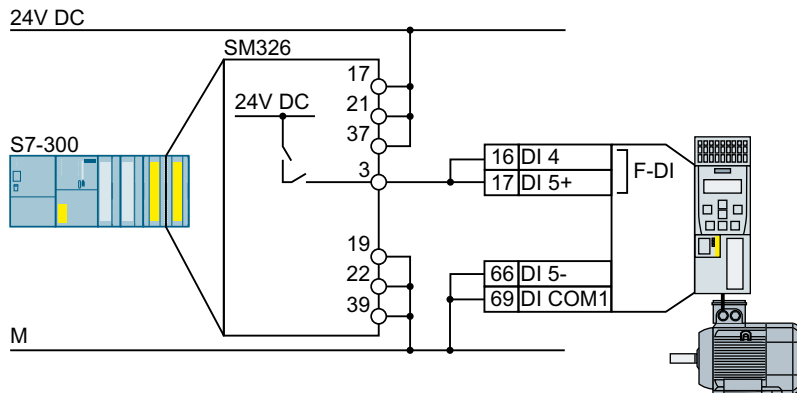 24V DC
SM326
17
24V DC
21
37
S7-300
3
16 DI 4
17 DI 5+
F-DI
19
22
39
66 DI 5-
69 DI COM1
M